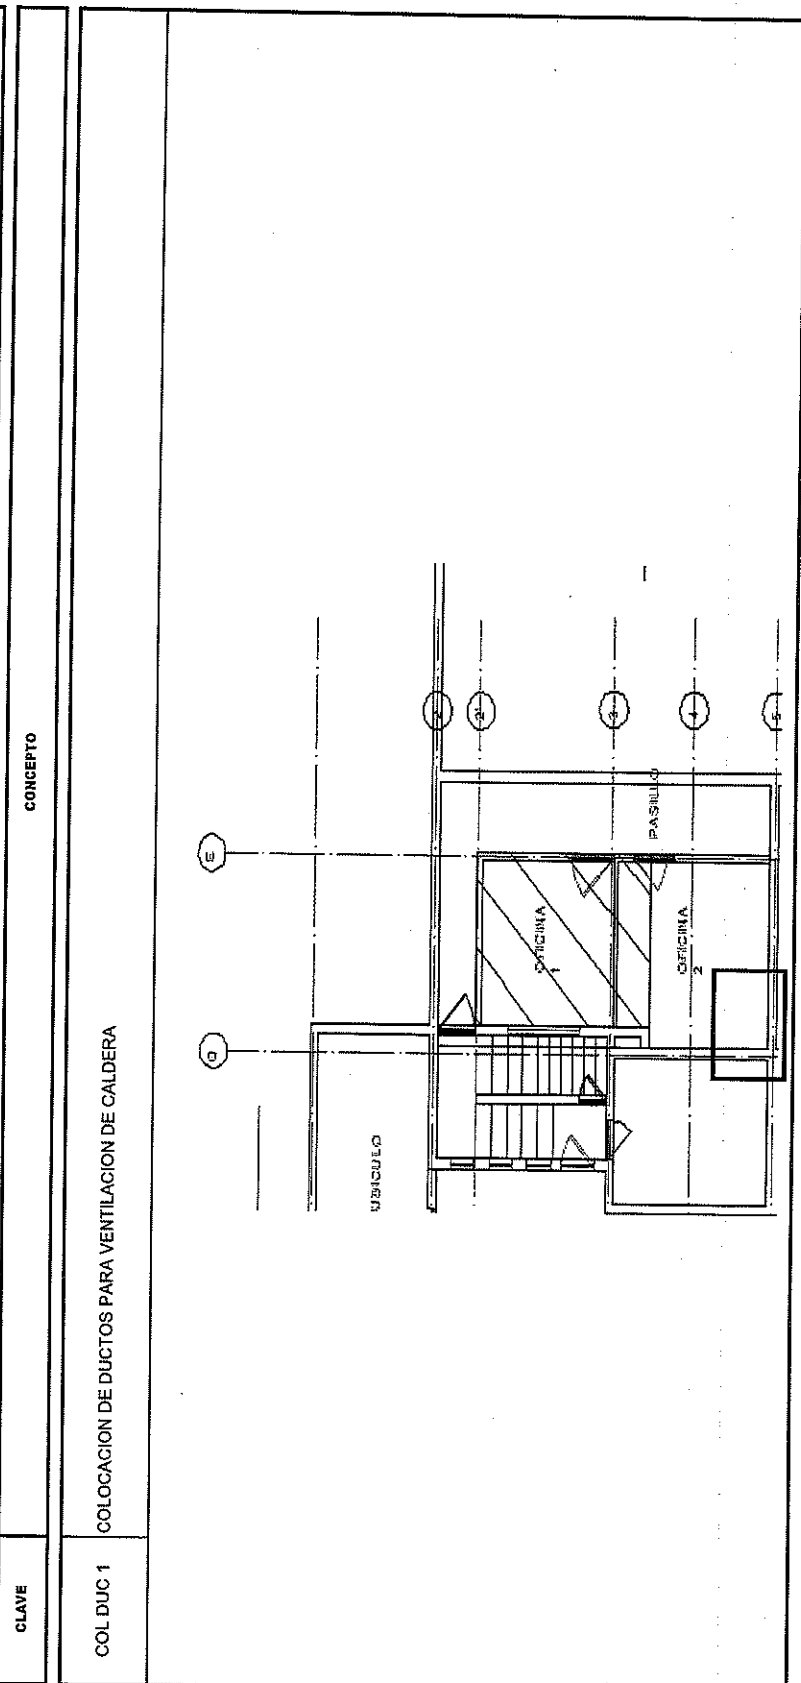 CLAVE
CONCEPTO
COL DUC 1
COLOCACION DE DUCTOS PARA VENTILACION DE CALDERA
D
E
UBICULO
2
2'
3
4
5
OFICINA
1
OFICINA
2
PASILLO